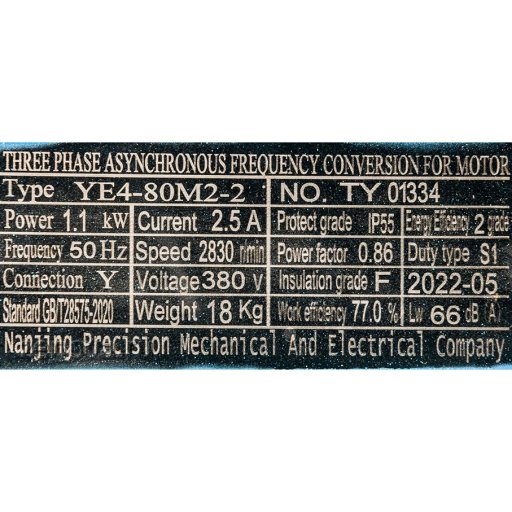 THREE PHASE ASYNCHRONOUS FREQUENCY CONVERSION FOR MOTOR
Type YE4-80M2-2 NO. TY 01334
Power 1.1 kW Current 2.5 A Protect grade IP55 Energy Efficiency 2 grade
Frequency 50 Hz Speed 2830 r/min Power factor 0.86 Duty type S1
Connection Y Voltage 380 V Insulation grade F 2022-05
Standard GB/T28575-2020 Weight 18 Kg Work efficiency 77.0 % Lw 66 dB (A)
Nanjing Precision Mechanical And Electrical Company